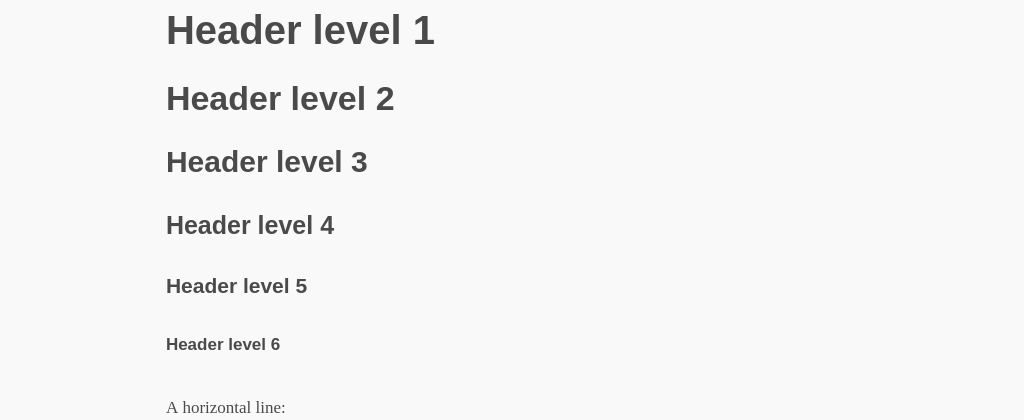 Header level 1
Header level 2
Header level 3
Header level 4
Header level 5
Header level 6
A horizontal line: